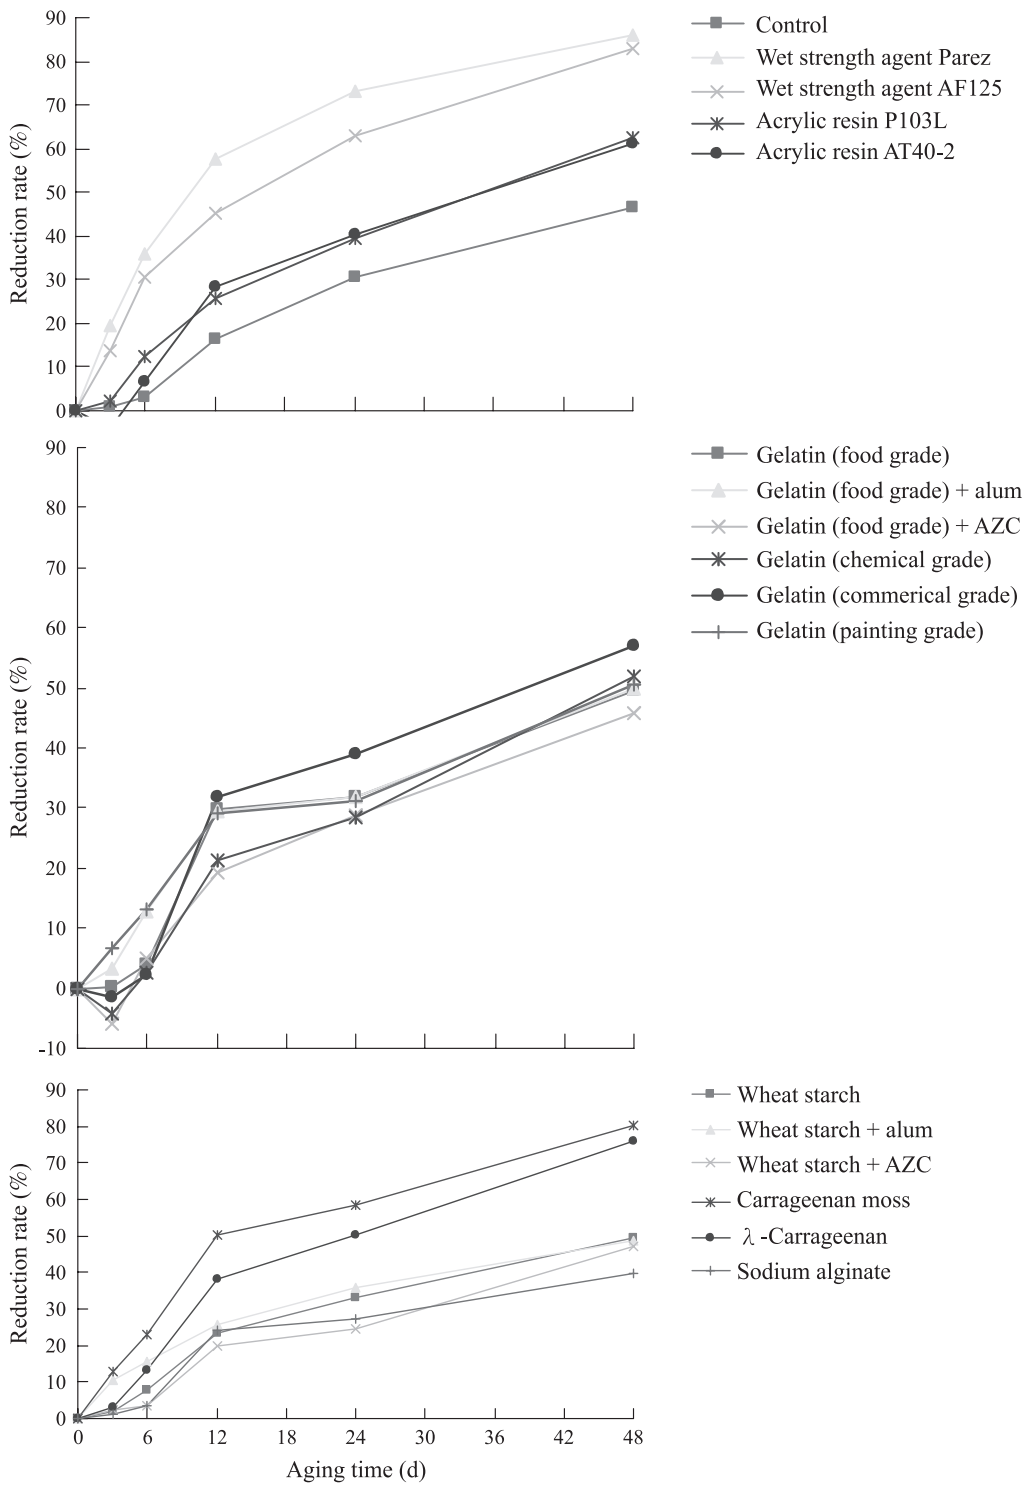 90
80
70
60
50
40
30
20
10
0
Reduction rate (%)
Control
Wet strength agent Parez
Wet strength agent AF125
Acrylic resin P103L
Acrylic resin AT40-2
90
80
70
60
50
40
30
20
10
0
-10
Reduction rate (%)
Gelatin (food grade)
Gelatin (food grade) + alum
Gelatin (food grade) + AZC
Gelatin (chemical grade)
Gelatin (commerical grade)
Gelatin (painting grade)
90
80
70
60
50
40
30
20
10
0
Reduction rate (%)
0 6 12 18 24 30 36 42 48
Aging time (d)
Wheat starch
Wheat starch + alum
Wheat starch + AZC
Carrageenan moss
λ -Carrageenan
Sodium alginate